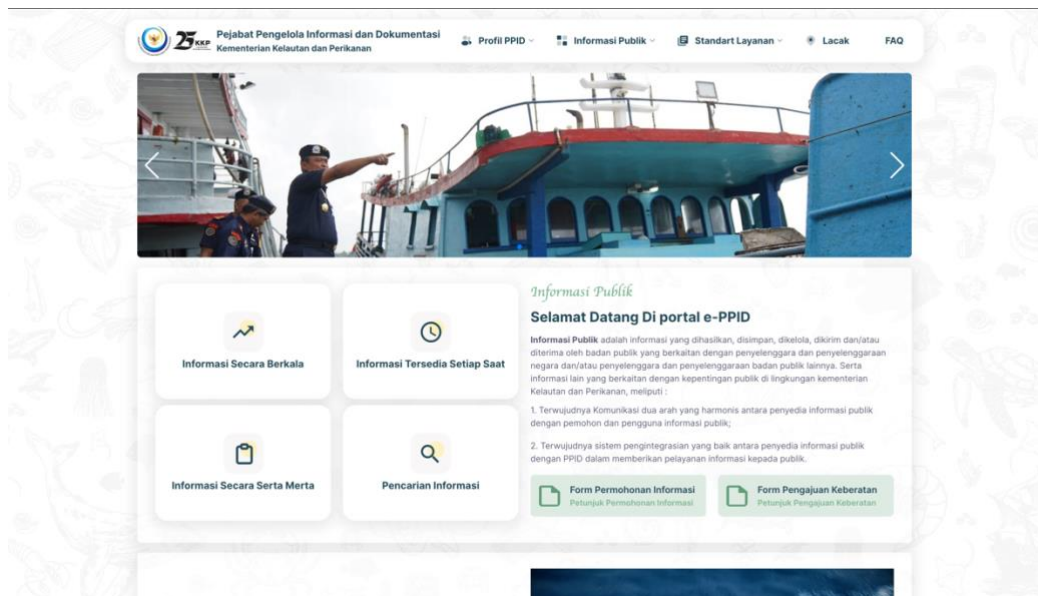 25 KKP
Pejabat Pengelola Informasi dan Dokumentasi
Kementerian Kelautan dan Perikanan
Profil PPID
Informasi Publik
Standart Layanan
Lacak
FAQ
Informasi Secara Berkala
Informasi Tersedia Setiap Saat
Informasi Secara Serta Merta
Pencarian Informasi
Informasi Publik
Selamat Datang Di portal e-PPID
Informasi Publik adalah informasi yang dihasilkan, disimpan, dikelola, dikirim dan/atau
diterima oleh badan publik yang berkaitan dengan penyelenggara dan penyelenggaraan
negara dan/atau penyelenggara dan penyelenggaraan badan publik lainnya. Serta
informasi lain yang berkaitan dengan kepentingan publik di lingkungan kementerian
Kelautan dan Perikanan, meliputi :
1. Terwujudnya Komunikasi dua arah yang harmonis antara penyedia informasi publik
dengan pemohon dan pengguna informasi publik;
2. Terwujudnya sistem pengintegrasian yang baik antara penyedia informasi publik
dengan PPID dalam memberikan pelayanan informasi kepada publik.
Form Permohonan Informasi
Petunjuk Permohonan Informasi
Form Pengajuan Keberatan
Petunjuk Pengajuan Keberatan